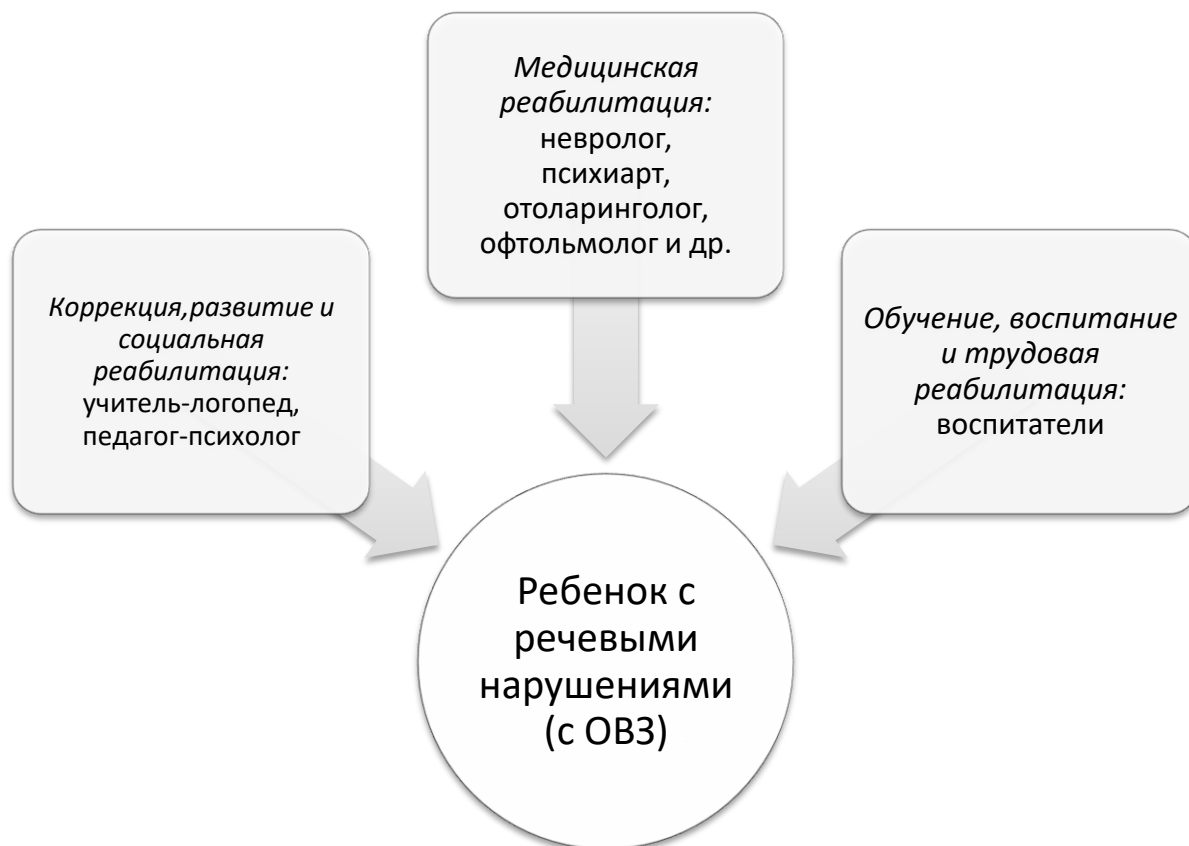 Медицинская
реабилитация:
невролог,
психиарт,
отоларинголог,
офтольмолог и др.
Коррекция,развитие и
социальная
реабилитация:
учитель-логопед,
педагог-психолог
Обучение, воспитание
и трудовая
реабилитация:
воспитатели
Ребенок с
речевыми
нарушениями
(с ОВЗ)